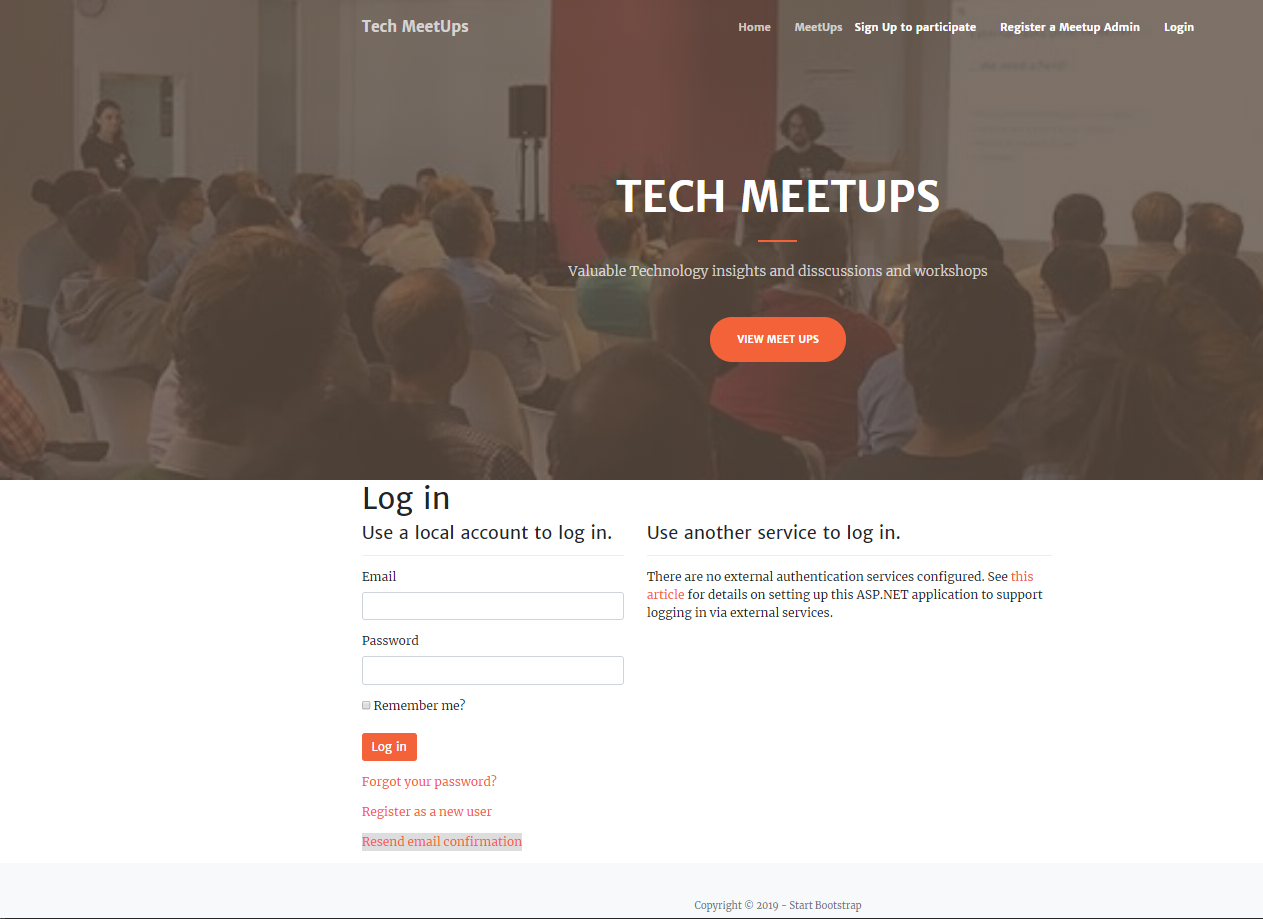 Tech MeetUps
Home MeetUps Sign Up to participate Register a Meetup Admin Login
TECH MEETUPS
Valuable Technology insights and disscussions and workshops
VIEW MEET UPS
Log in
Use a local account to log in.
Email
Password
Remember me?
Log in
Forgot your password?
Register as a new user
Resend email confirmation
Use another service to log in.
There are no external authentication services configured. See this
article for details on setting up this ASP.NET application to support
logging in via external services.
Copyright © 2019 - Start Bootstrap